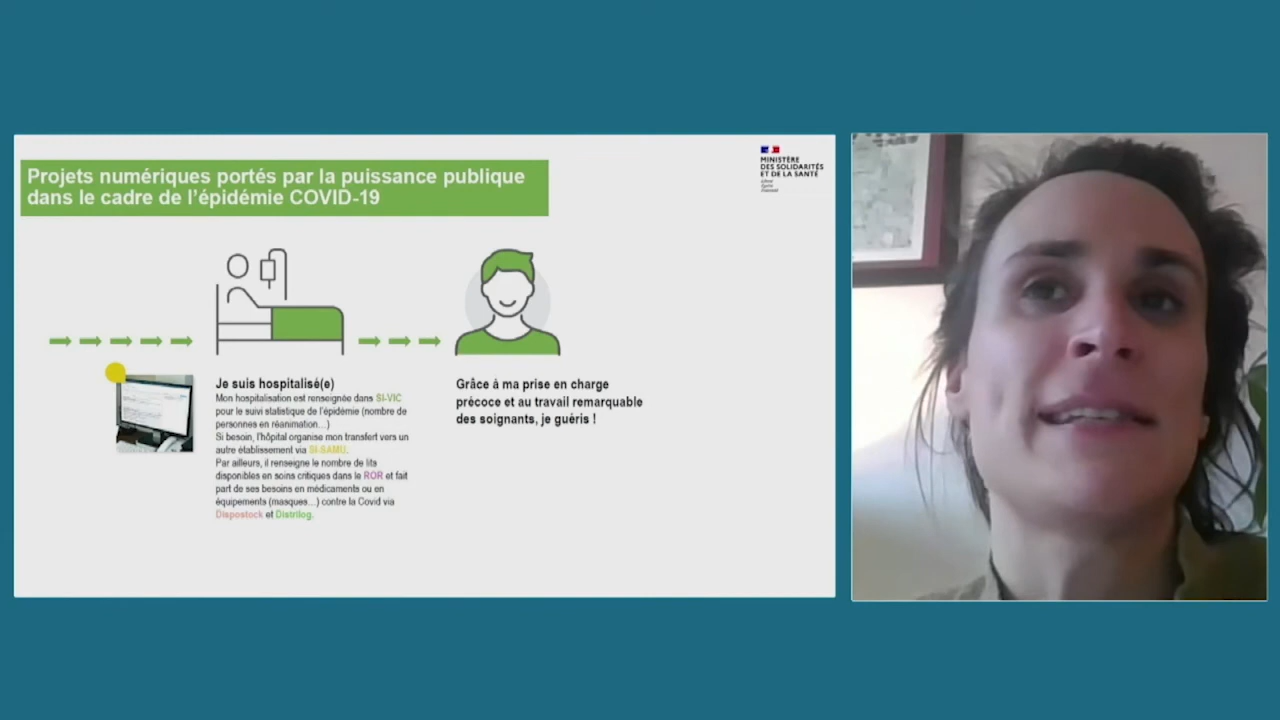 Projets numériques portés par la puissance publique
dans le cadre de l'épidémie COVID-19
MINISTÈRE
DES SOLIDARITÉS
ET DE LA SANTÉ
Liberté
Égalité
Fraternité
Je suis hospitalisé(e)
Mon hospitalisation est renseignée dans SI-VIC
pour le suivi statistique de l'épidémie (nombre de
personnes en réanimation…)
Si besoin, l'hôpital organise mon transfert vers un
autre établissement via SI-SAMU.
Par ailleurs, il renseigne le nombre de lits
disponibles en soins critiques dans le ROR et fait
part de ses besoins en médicaments ou en
équipements (masques…) contre la Covid via
Dispostock et Distrilog.
Grâce à ma prise en charge
précoce et au travail remarquable
des soignants, je guéris !